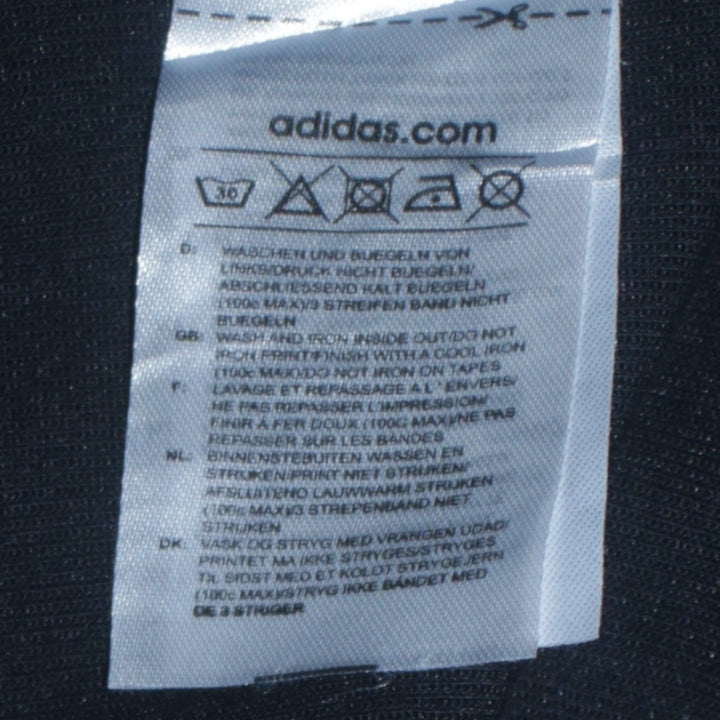 adidas.com
30
D: WASCHEN UND BUEGELN VON
LINKS/DRUCK NICHT BUEGELN/
ABSCHLIESSEND KALT BUEGELN
(100c MAX)/3 STREIFEN BAND NICHT
BUEGELN
GB: WASH AND IRON INSIDE OUT/DO NOT
IRON PRINT/FINISH WITH A COOL IRON
(100c MAX)/DO NOT IRON ON TAPES
F: LAVAGE ET REPASSAGE A L' ENVERS/
NE PAS REPASSER L'IMPRESSION/
FINIR A FER DOUX (100C MAX)/NE PAS
REPASSER SUR LES BANDES
NL: BINNENSTEBUITEN WASSEN EN
STRIJKEN/PRINT NIET STRIJKEN/
AFSLUITEND LAUWWARM STRIJKEN
(100c MAX)/3 STREPENBAND NIET
STRIJKEN
DK: VASK OG STRYG MED VRANGEN UDAD/
PRINTET MA IKKE STRYGES/STRYGES
TIL SIDST MED ET KOLDT STRYGEJERN
(100c MAX)/STRYG IKKE BANDET MED
DE 3 STRIGER